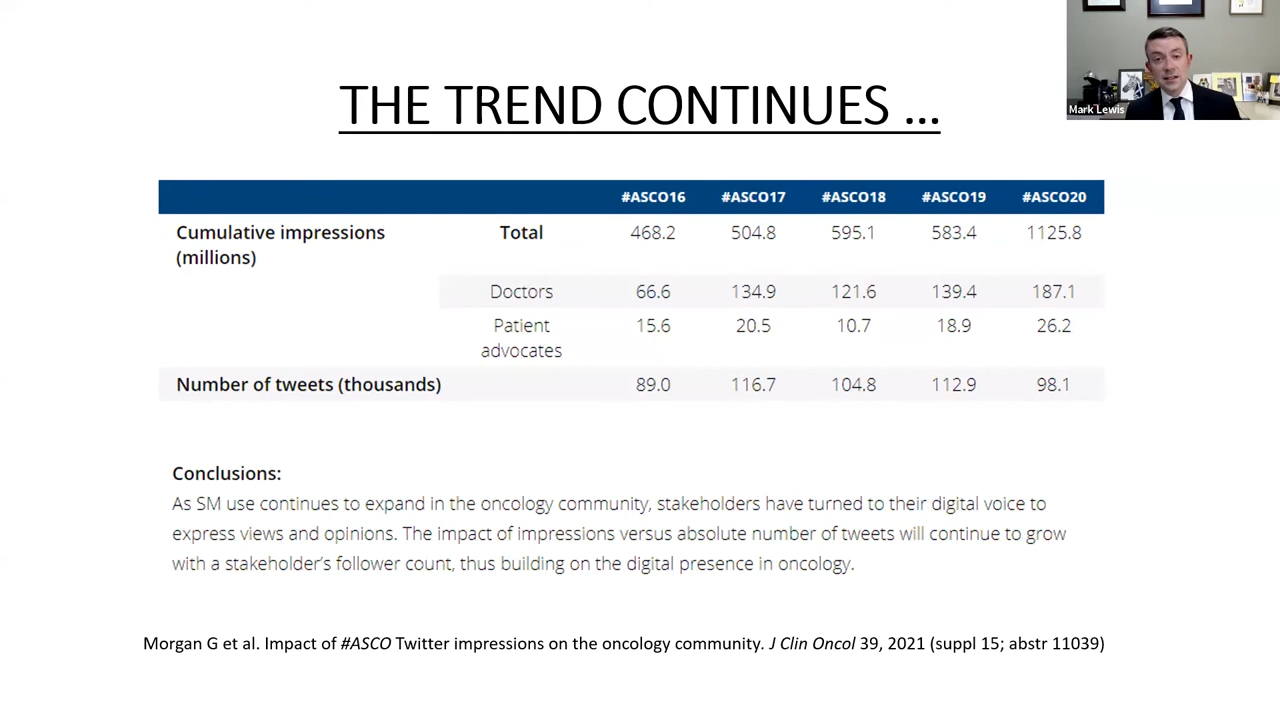 Mark Lewis
THE TREND CONTINUES ...
#ASCO16 #ASCO17 #ASCO18 #ASCO19 #ASCO20
Cumulative impressions (millions) Total 468.2 504.8 595.1 583.4 1125.8
Doctors 66.6 134.9 121.6 139.4 187.1
Patient advocates 15.6 20.5 10.7 18.9 26.2
Number of tweets (thousands) 89.0 116.7 104.8 112.9 98.1
Conclusions:
As SM use continues to expand in the oncology community, stakeholders have turned to their digital voice to
express views and opinions. The impact of impressions versus absolute number of tweets will continue to grow
with a stakeholder’s follower count, thus building on the digital presence in oncology.
Morgan G et al. Impact of #ASCO Twitter impressions on the oncology community. J Clin Oncol 39, 2021 (suppl 15; abstr 11039)